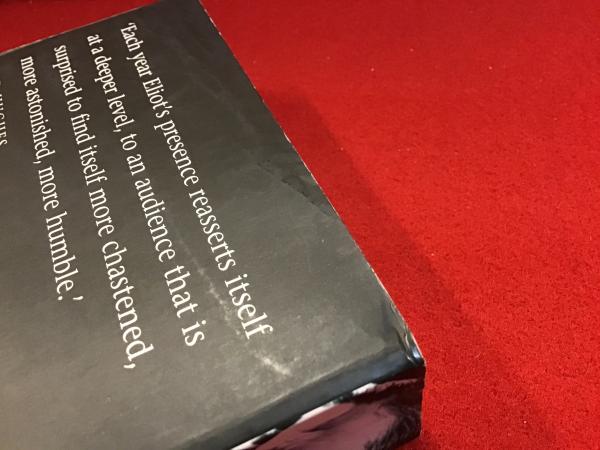 'Each year Eliot's presence reasserts itself
at a deeper level, to an audience that is
surprised to find itself more chastened,
more astonished, more humble.'
HUGHES